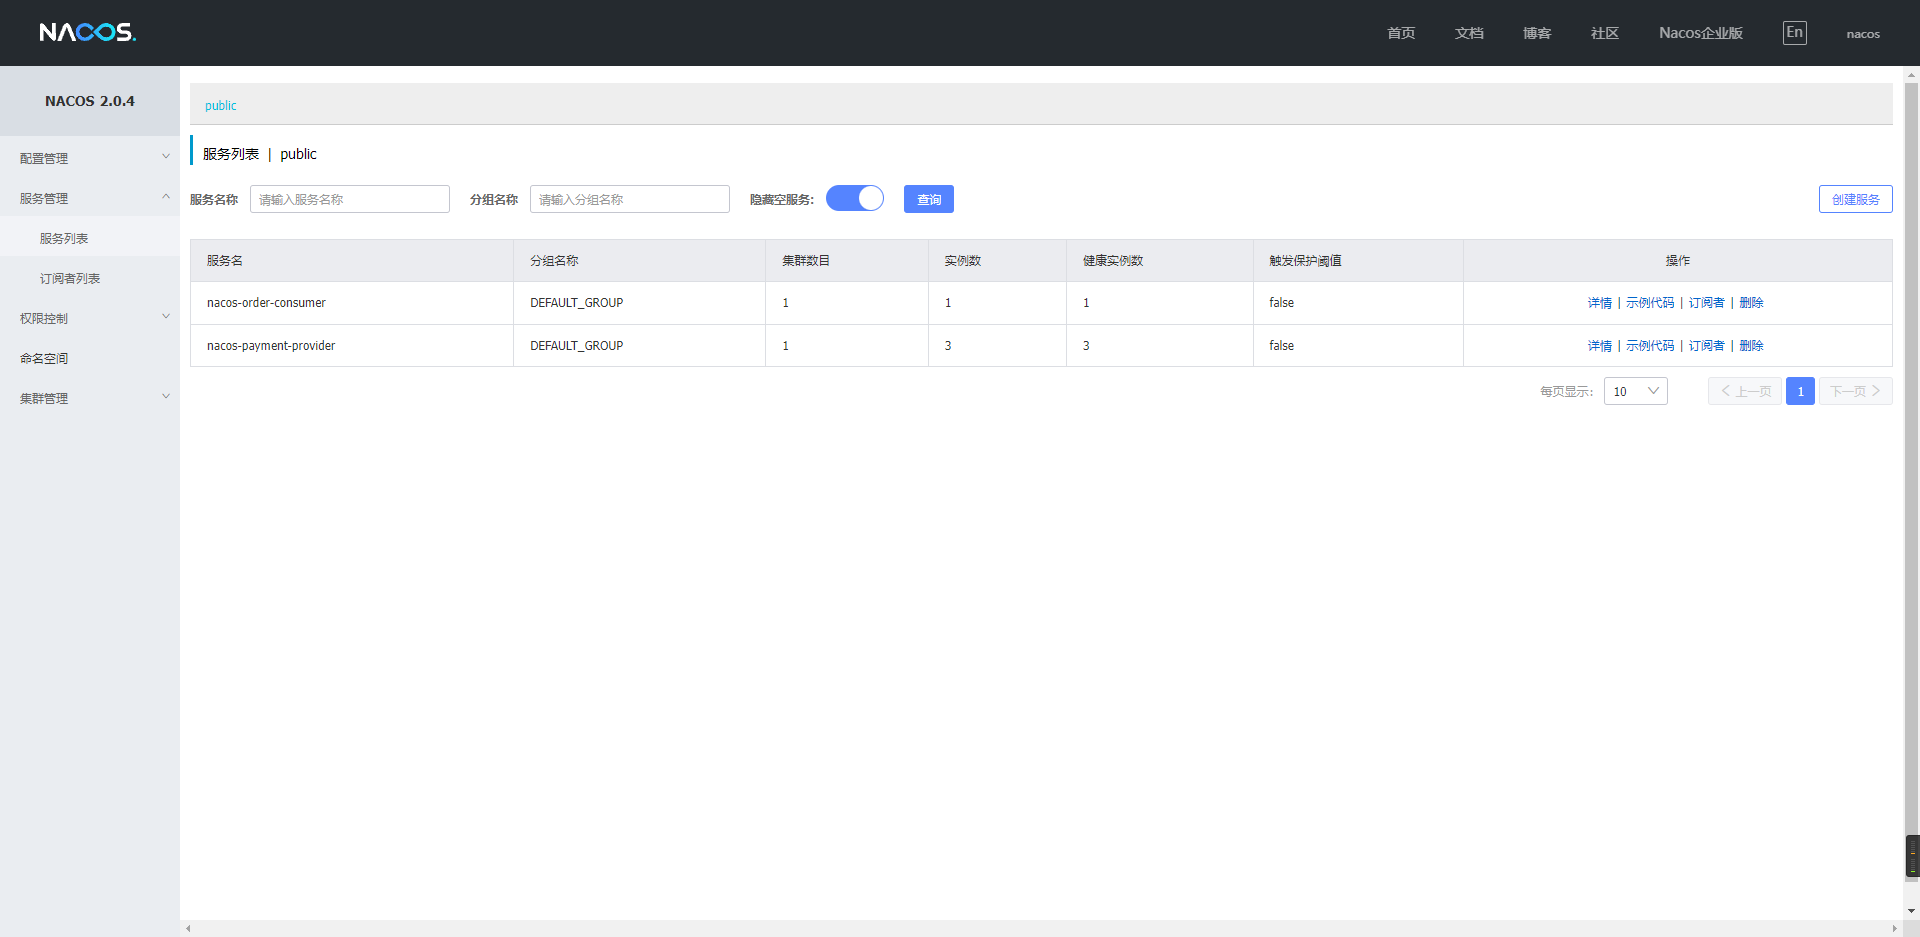 NACOS. 首页 文档 博客 社区 Nacos企业版 En nacos
NACOS 2.0.4
配置管理
服务管理
服务列表
订阅者列表
权限控制
命名空间
集群管理
public
服务列表 | public
服务名称 请输入服务名称 分组名称 请输入分组名称 隐藏空服务: 查询 创建服务
服务名 分组名称 集群数目 实例数 健康实例数 触发保护阈值 操作
nacos-order-consumer DEFAULT_GROUP 1 1 1 false 详情 | 示例代码 | 订阅者 | 删除
nacos-payment-provider DEFAULT_GROUP 1 3 3 false 详情 | 示例代码 | 订阅者 | 删除
每页显示: 10 上一页 1 下一页